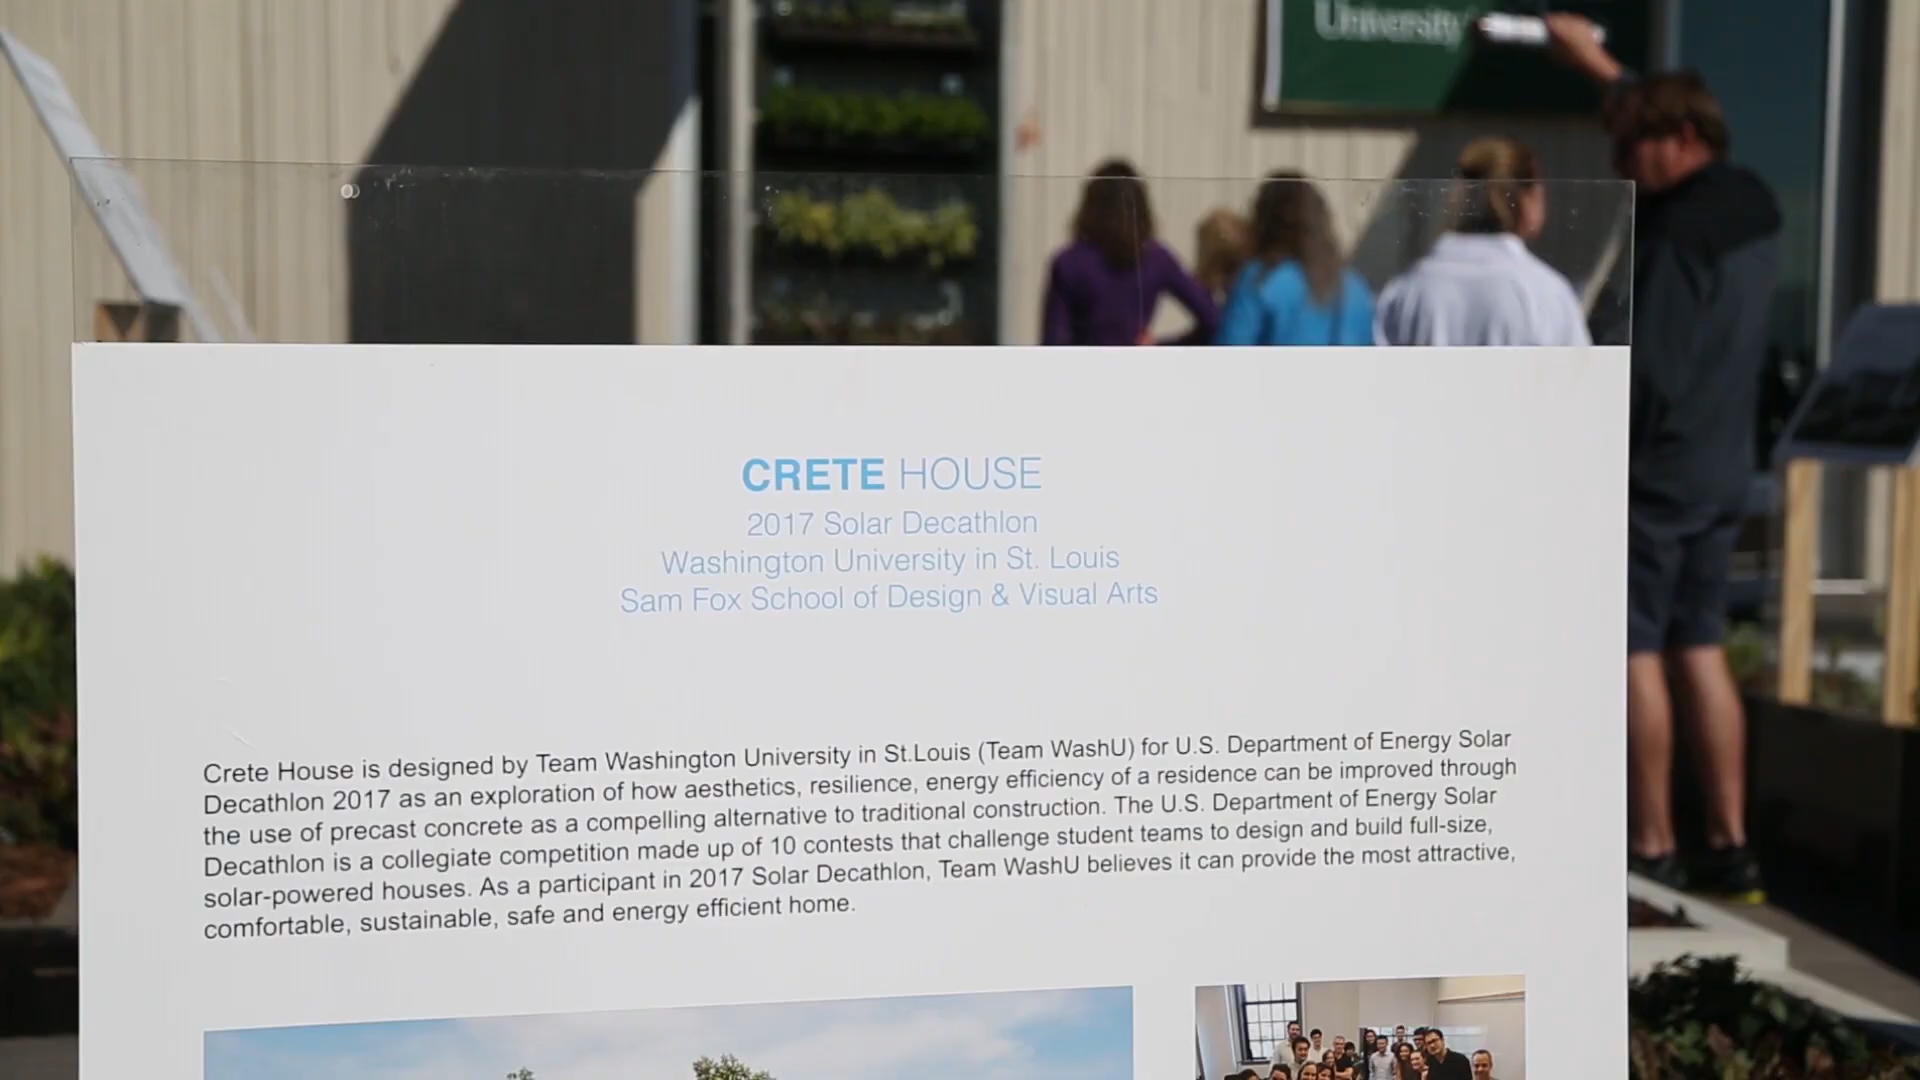 University
CRETE HOUSE
2017 Solar Decathlon
Washington University in St. Louis
Sam Fox School of Design & Visual Arts
Crete House is designed by Team Washington University in St.Louis (Team WashU) for U.S. Department of Energy Solar
Decathlon 2017 as an exploration of how aesthetics, resilience, energy efficiency of a residence can be improved through
the use of precast concrete as a compelling alternative to traditional construction. The U.S. Department of Energy Solar
Decathlon is a collegiate competition made up of 10 contests that challenge student teams to design and build full-size,
solar-powered houses. As a participant in 2017 Solar Decathlon, Team WashU believes it can provide the most attractive,
comfortable, sustainable, safe and energy efficient home.